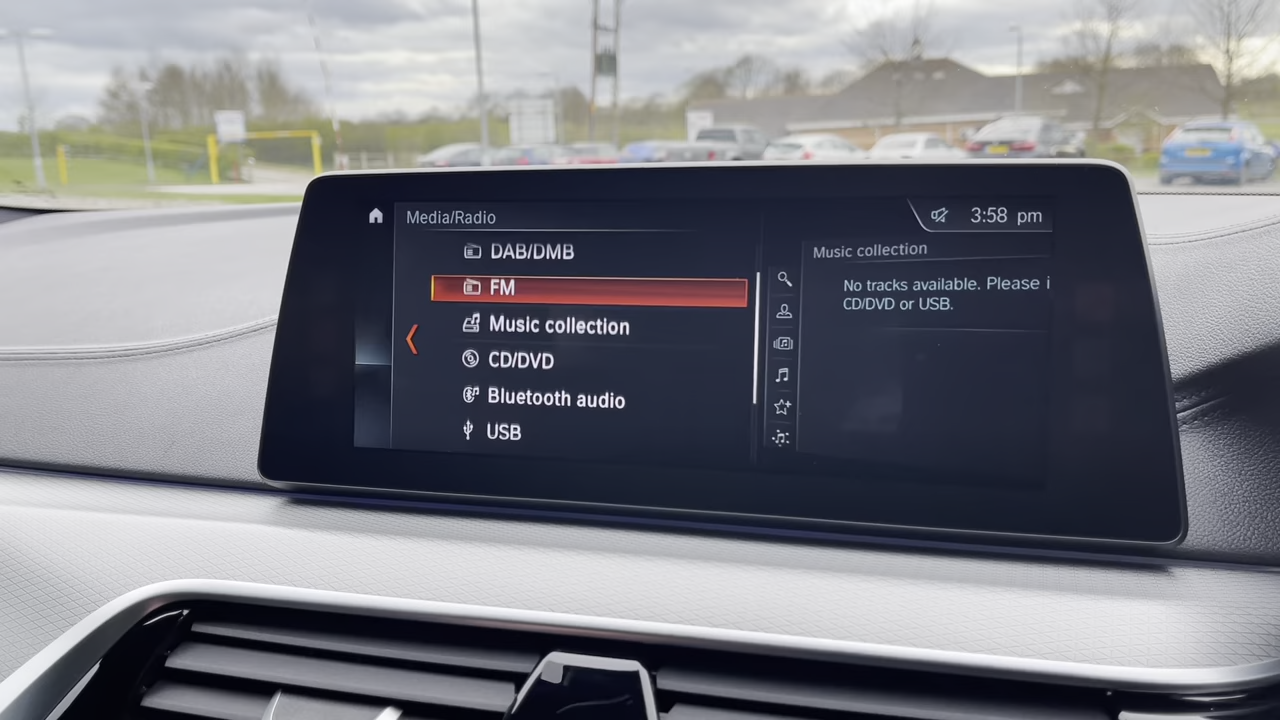 Media/Radio
3:58 pm
DAB/DMB
FM
Music collection
CD/DVD
Bluetooth audio
USB
Music collection
No tracks available. Please i
CD/DVD or USB.